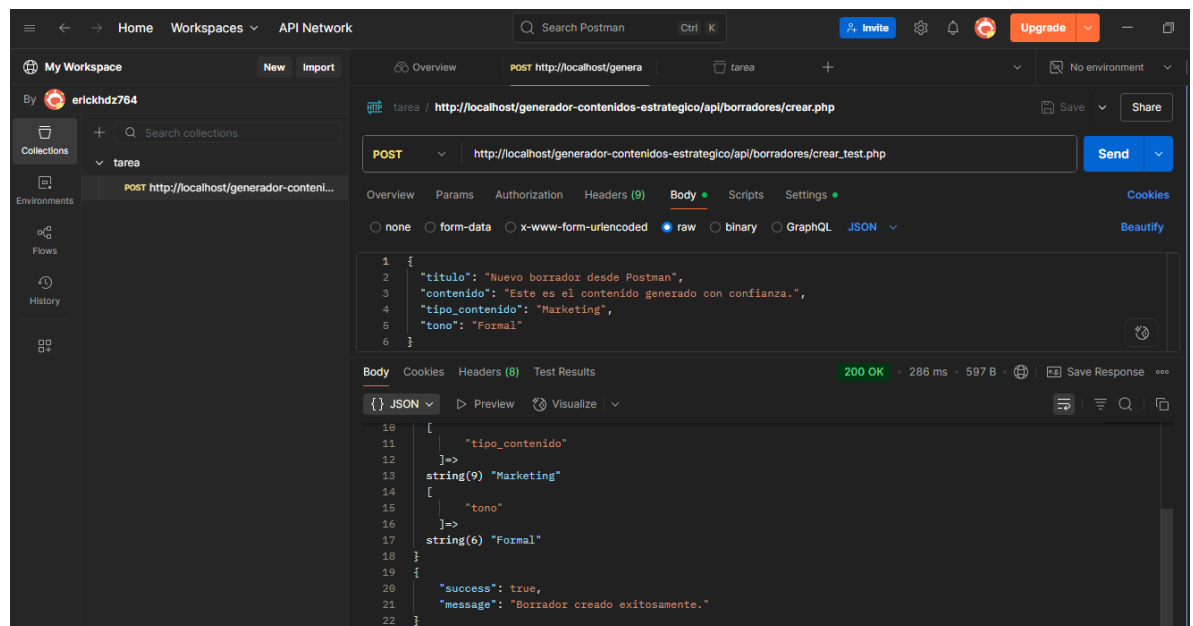 Home Workspaces API Network Search Postman Ctrl K Invite Upgrade
My Workspace New Import Overview POST http://localhost/genera tarea No environment
By erickhdz764 tarea / http://localhost/generador-contenidos-estrategico/api/borradores/crear.php Save Share
Collections
Search collections
tarea
POST http://localhost/generador-conteni...
Environments
Flows
History
POST http://localhost/generador-contenidos-estrategico/api/borradores/crear_test.php Send
Overview Params Authorization Headers (9) Body Scripts Settings Cookies
none form-data x-www-form-urlencoded raw binary GraphQL JSON Beautify
1 {
2 "titulo": "Nuevo borrador desde Postman",
3 "contenido": "Este es el contenido generado con confianza.",
4 "tipo_contenido": "Marketing",
5 "tono": "Formal"
6 }
Body Cookies Headers (8) Test Results 200 OK 286 ms 597 B e.g. Save Response
{} JSON Preview Visualize
10 [
11 "tipo_contenido"
12 ]=>
13 string(9) "Marketing"
14 [
15 "tono"
16 ]=>
17 string(6) "Formal"
18 }
19 {
20 "success": true,
21 "message": "Borrador creado exitosamente."
22 }